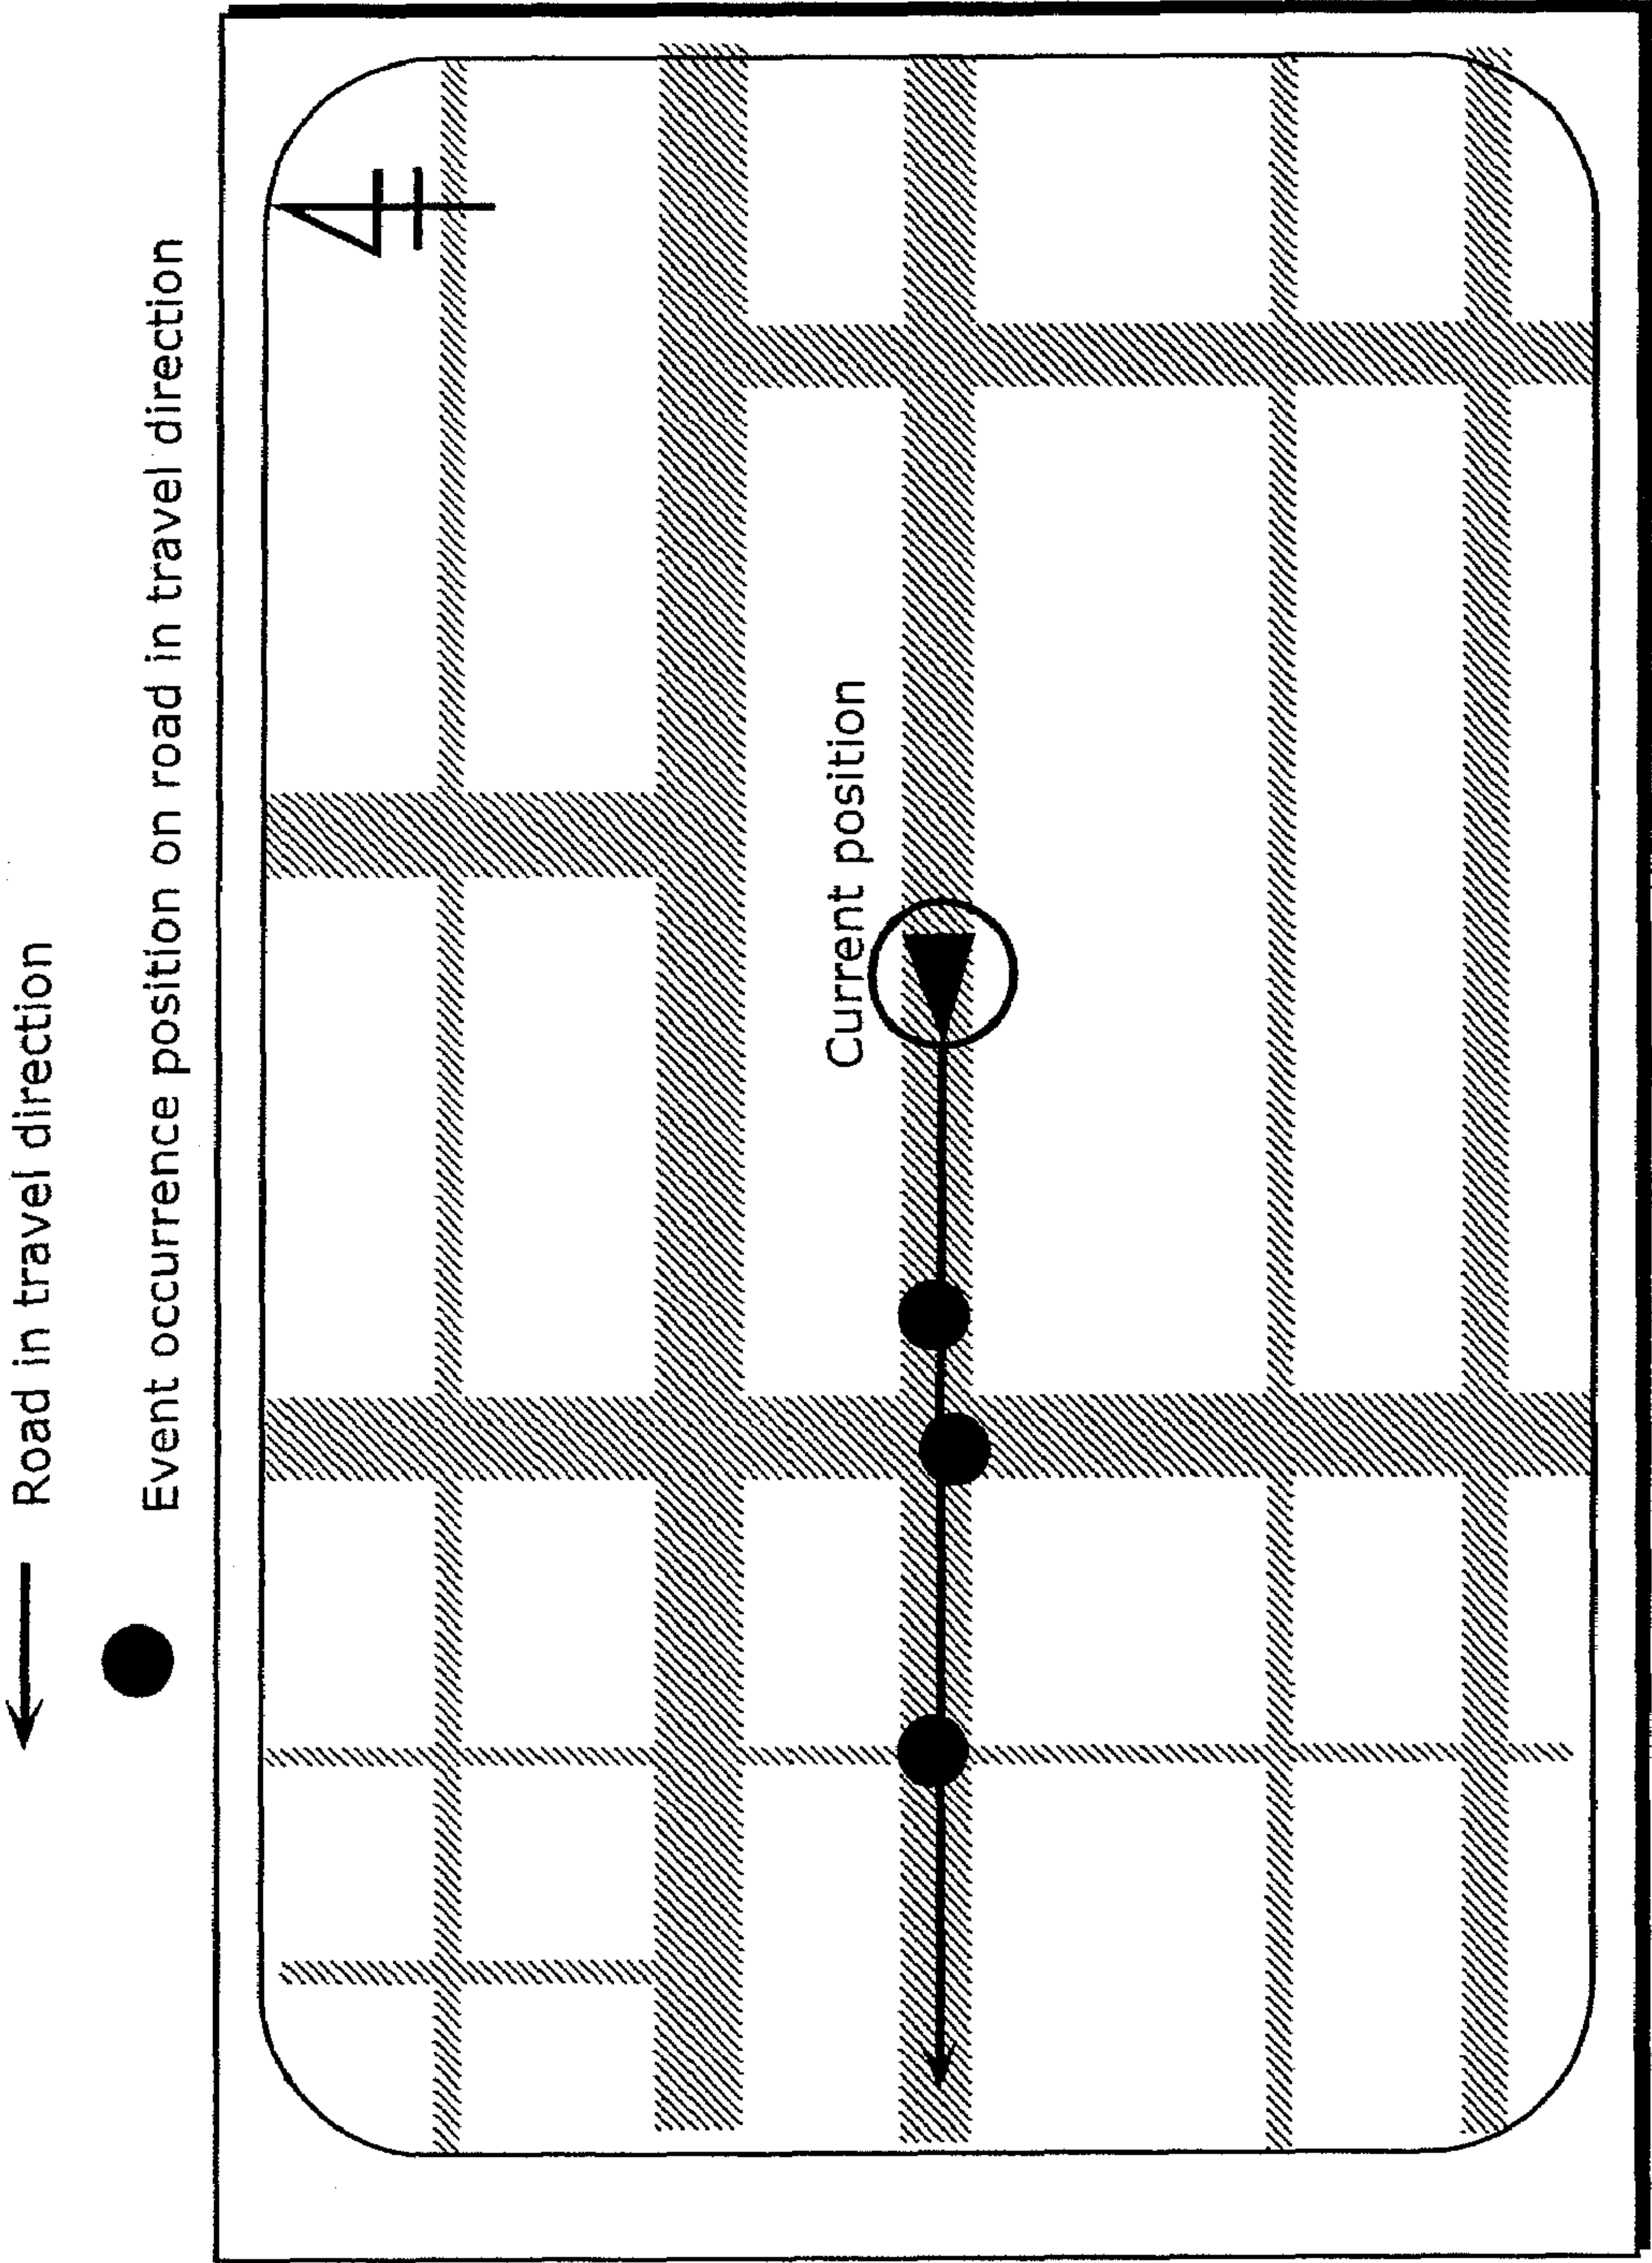 Road in travel direction
Event occurrence position on road in travel direction
Current position